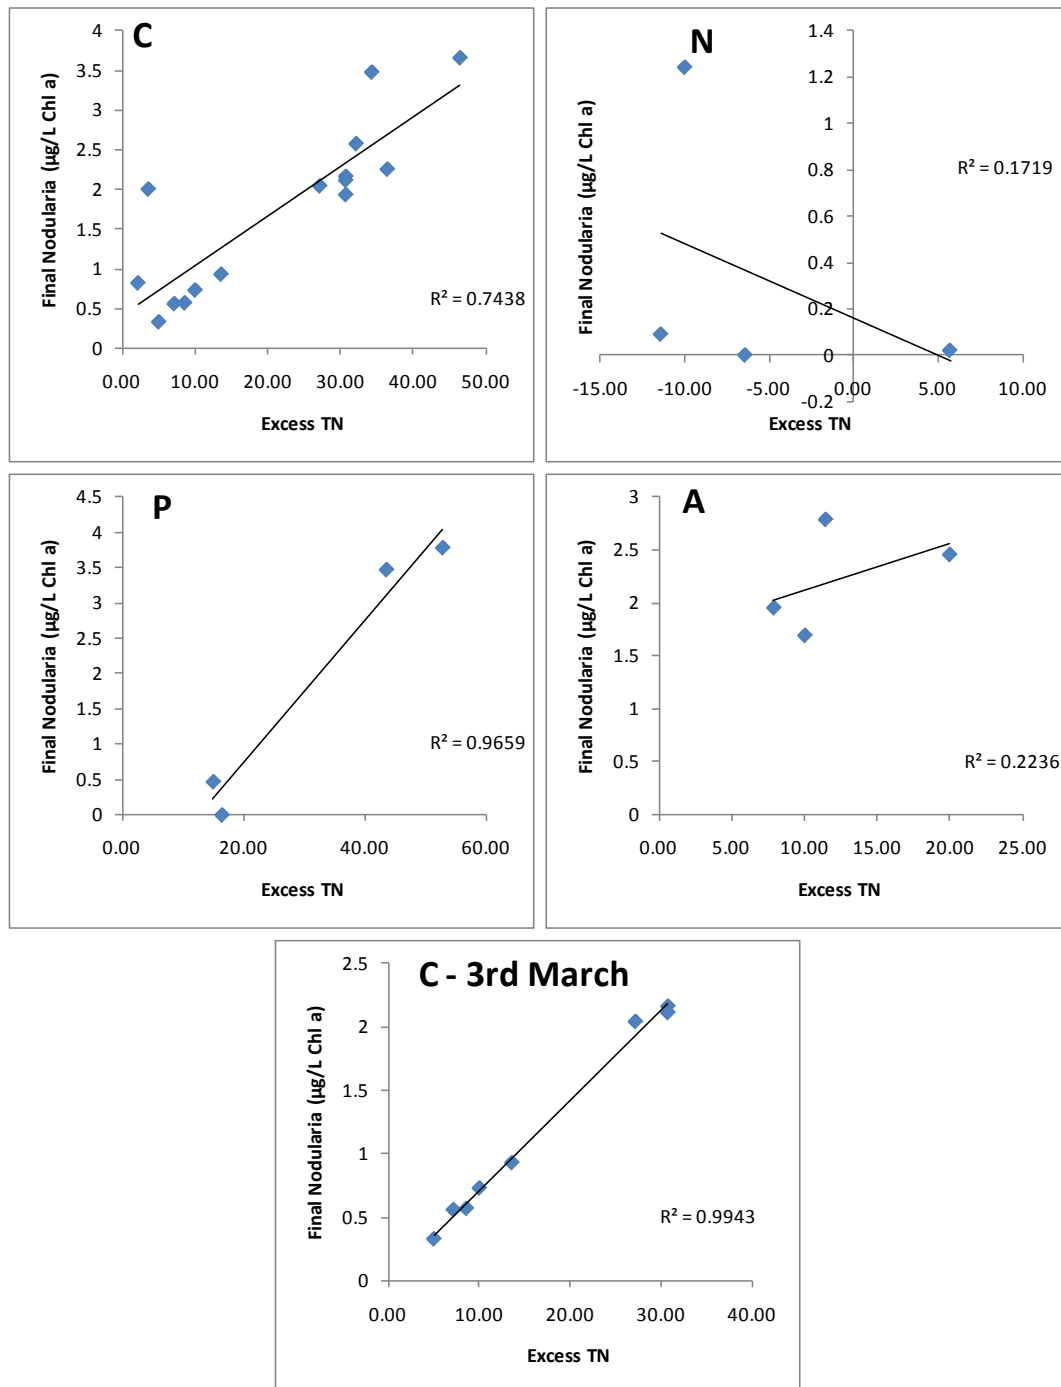 C
Final Nodularia (µg/L Chl a)
4
3.5
3
2.5
2
1.5
1
0.5
0
R² = 0.7438
0.00 10.00 20.00 30.00 40.00 50.00
Excess TN
N
Final Nodularia (µg/L Chl a)
1.4
1.2
1
0.8
0.6
0.4
0.2
0
-0.2
R² = 0.1719
-15.00 -10.00 -5.00 0.00 5.00 10.00
Excess TN
P
Final Nodularia (µg/L Chl a)
4.5
4
3.5
3
2.5
2
1.5
1
0.5
0
R² = 0.9659
0.00 20.00 40.00 60.00
Excess TN
A
Final Nodularia (µg/L Chl a)
3
2.5
2
1.5
1
0.5
0
R² = 0.2236
0.00 5.00 10.00 15.00 20.00 25.00
Excess TN
C - 3rd March
Final Nodularia (µg/L Chl a)
2.5
2
1.5
1
0.5
0
R² = 0.9943
0.00 10.00 20.00 30.00 40.00
Excess TN